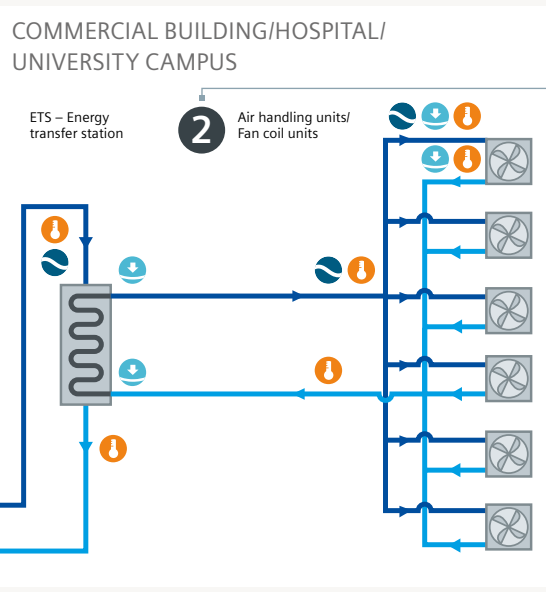 COMMERCIAL BUILDING/HOSPITAL/
UNIVERSITY CAMPUS
ETS – Energy
transfer station
2
Air handling units/
Fan coil units